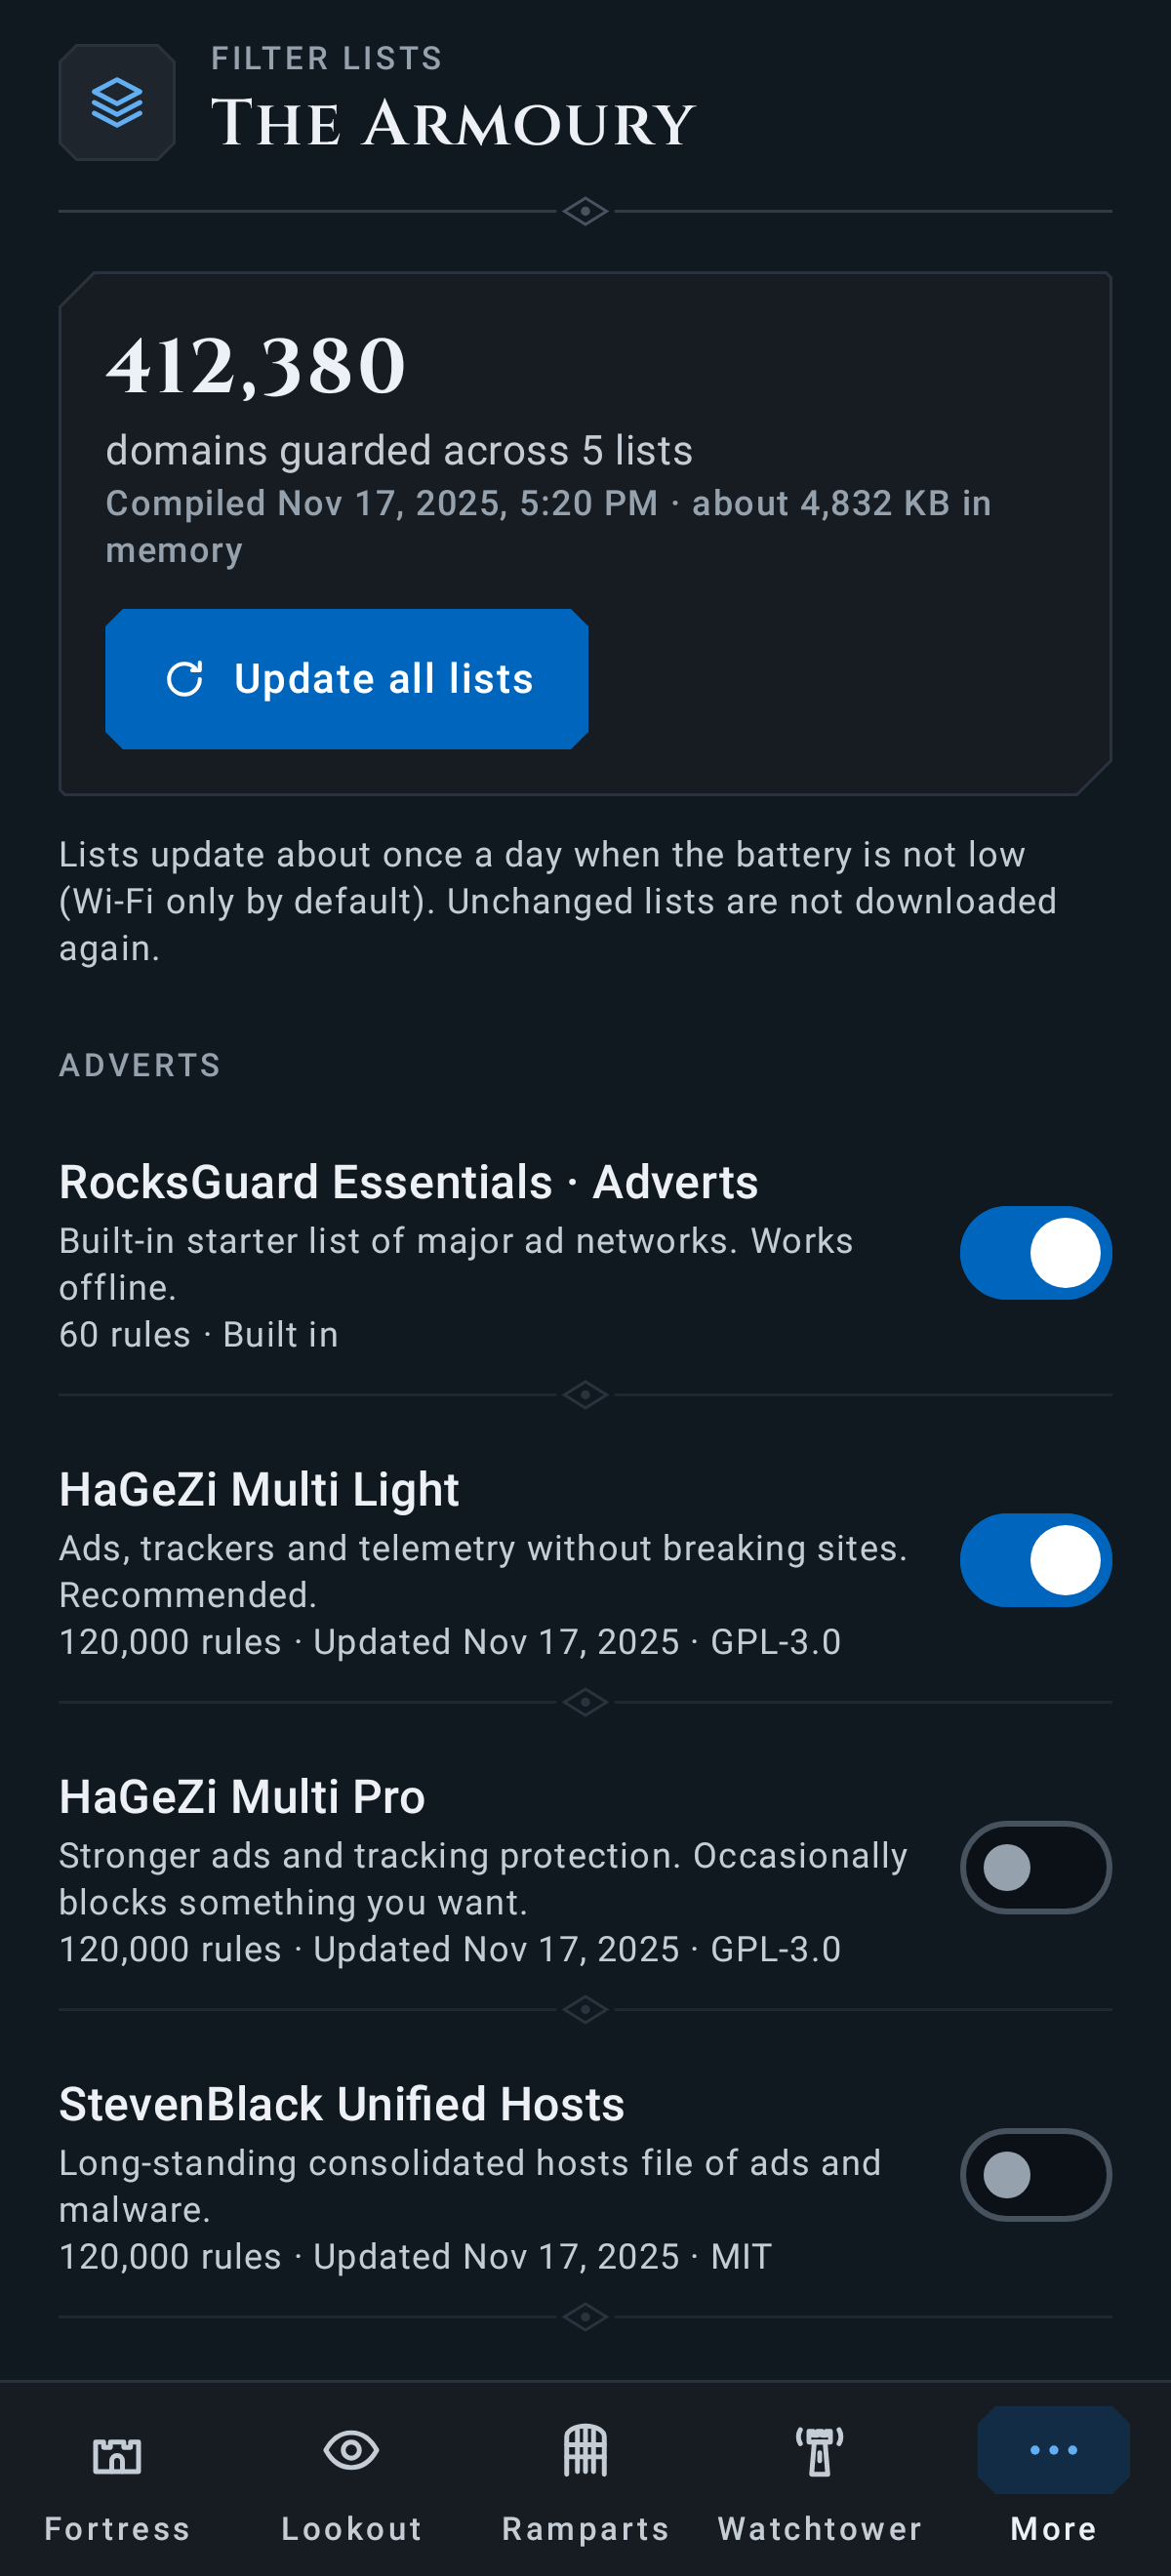 FILTER LISTS
The Armoury
412,380
domains guarded across 5 lists
Compiled Nov 17, 2025, 5:20 PM · about 4,832 KB in
memory
Update all lists
Lists update about once a day when the battery is not low
(Wi-Fi only by default). Unchanged lists are not downloaded
again.
ADVERTS
RocksGuard Essentials · Adverts
Built-in starter list of major ad networks. Works
offline.
60 rules · Built in
HaGeZi Multi Light
Ads, trackers and telemetry without breaking sites.
Recommended.
120,000 rules · Updated Nov 17, 2025 · GPL-3.0
HaGeZi Multi Pro
Stronger ads and tracking protection. Occasionally
blocks something you want.
120,000 rules · Updated Nov 17, 2025 · GPL-3.0
StevenBlack Unified Hosts
Long-standing consolidated hosts file of ads and
malware.
120,000 rules · Updated Nov 17, 2025 · MIT
Fortress
Lookout
Ramparts
Watchtower
More